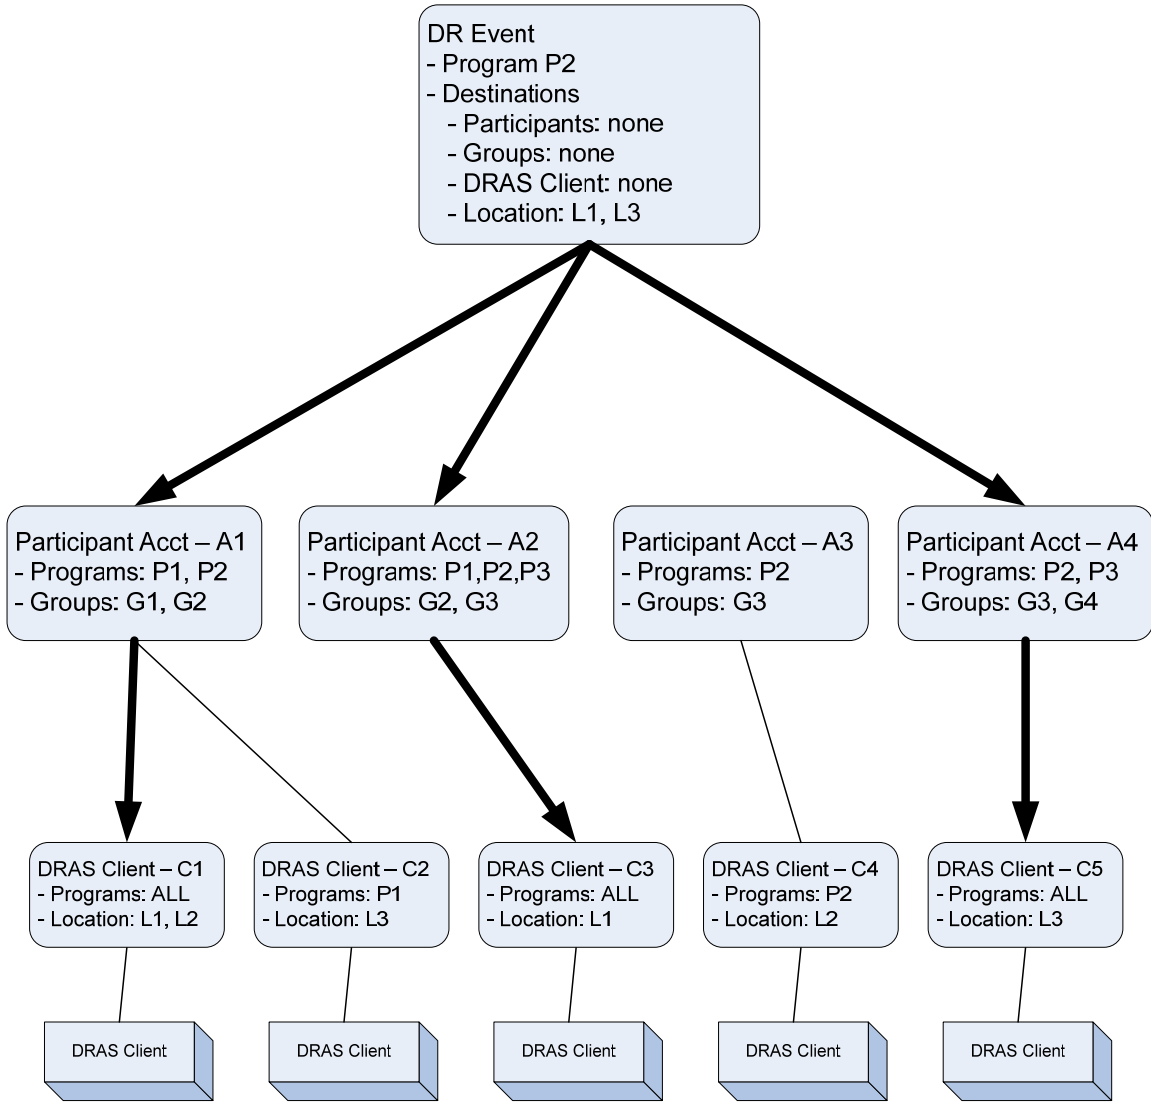 DR Event
- Program P2
- Destinations
- Participants: none
- Groups: none
- DRAS Client: none
- Location: L1, L3
Participant Acct – A1
- Programs: P1, P2
- Groups: G1, G2
Participant Acct – A2
- Programs: P1,P2,P3
- Groups: G2, G3
Participant Acct – A3
- Programs: P2
- Groups: G3
Participant Acct – A4
- Programs: P2, P3
- Groups: G3, G4
DRAS Client – C1
- Programs: ALL
- Location: L1, L2
DRAS Client – C2
- Programs: P1
- Location: L3
DRAS Client – C3
- Programs: ALL
- Location: L1
DRAS Client – C4
- Programs: P2
- Location: L2
DRAS Client – C5
- Programs: ALL
- Location: L3
DRAS Client
DRAS Client
DRAS Client
DRAS Client
DRAS Client